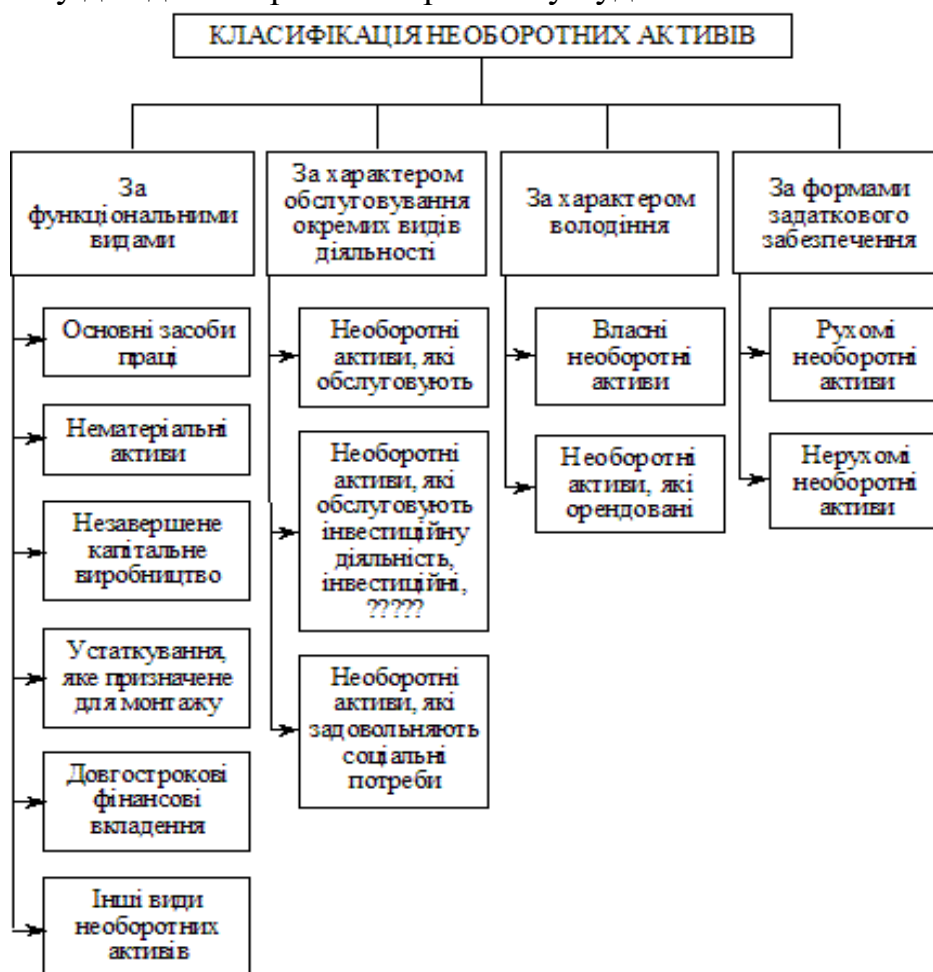 КЛАСИФІКАЦІЯ НЕОБОРОТНИХ АКТИВІВ
За
функціональними
видами
Основні засоби
праці
Нематеріальні
активи
Незавершене
капітальне
виробництво
Устаткування,
яке призначене
для монтажу
Довгострокові
фінансові
вкладення
Інші види
необоротних
активів
За характером
обслуговування
окремих видів
діяльності
Необоротні
активи, які
обслуговують
Необоротні
активи, які
обслуговують
інвестиційну
діяльність,
інвестиційні,
?????
Необоротні
активи, які
задовольняють
соціальні
потреби
За характером
володіння
Власні
необоротні
активи
Необоротні
активи, які
орендовані
За формами
задаткового
забезпечення
Рухомі
необоротні
активи
Нерухомі
необоротні
активи